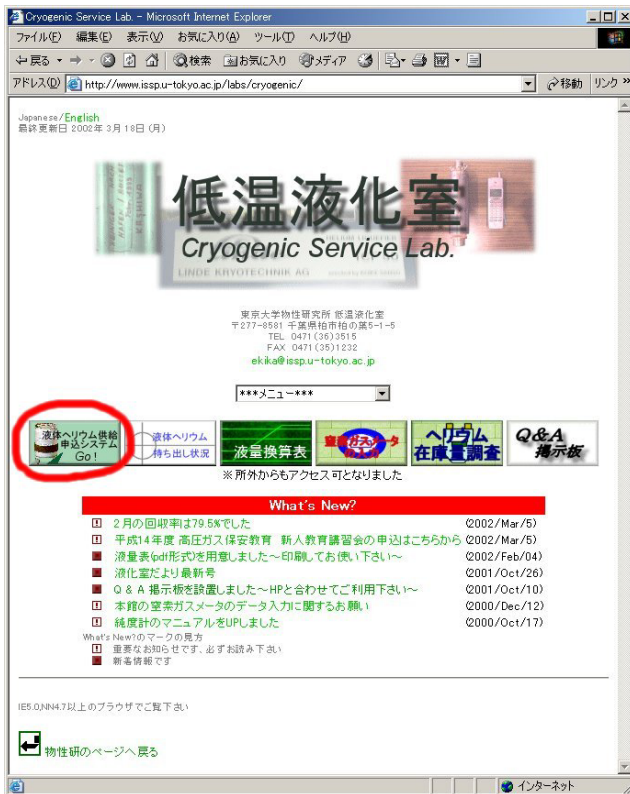 Cryogenic Service Lab. - Microsoft Internet Explorer
ファイル(F) 編集(E) 表示(V) お気に入り(A) ツール(T) ヘルプ(H)
戻る 検索 お気に入り メディア
アドレス(D) http://www.issp.u-tokyo.ac.jp/labs/cryogenic/ 移動 リンク »
Japanese/English
最終更新日 2002年 3月 18日 (月)
低温液化室
Cryogenic Service Lab.
LINDE KRYOTECHNIK AG
東京大学物性研究所 低温液化室
〒277-8581 千葉県柏市柏の葉5-1-5
TEL 0471(36)3515
FAX 0471(35)1232
ekika@issp.u-tokyo.ac.jp
***メニュー***
液体ヘリウム供給
申込システム
Go!
液体ヘリウム
持ち出し状況
液量換算表
窒素ガスメータ
ヘリウム
在庫量調査
Q&A
掲示板
※所外からもアクセス可となりました
What's New?
2月の回収率は79.5%でした (2002/Mar/5)
平成14年度 高圧ガス保安教育 新人教育講習会の申込はこちらから (2002/Mar/5)
液量表(pdf形式)を用意しました～印刷してお使い下さい～ (2002/Feb/04)
液化室だより最新号 (2001/Oct/26)
Q & A 掲示板を設置しました～HPと合わせてご利用下さい～ (2001/Oct/10)
本館の窒素ガスメータのデータ入力に関するお願い (2000/Dec/12)
純度計のマニュアルをUPしました (2000/Oct/17)
What's New?のマークの見方
重要なお知らせです、必ずお読み下さい
新着情報です
IE5.0,NN4.7以上のブラウザでご覧下さい
物性研のページへ戻る
インターネット